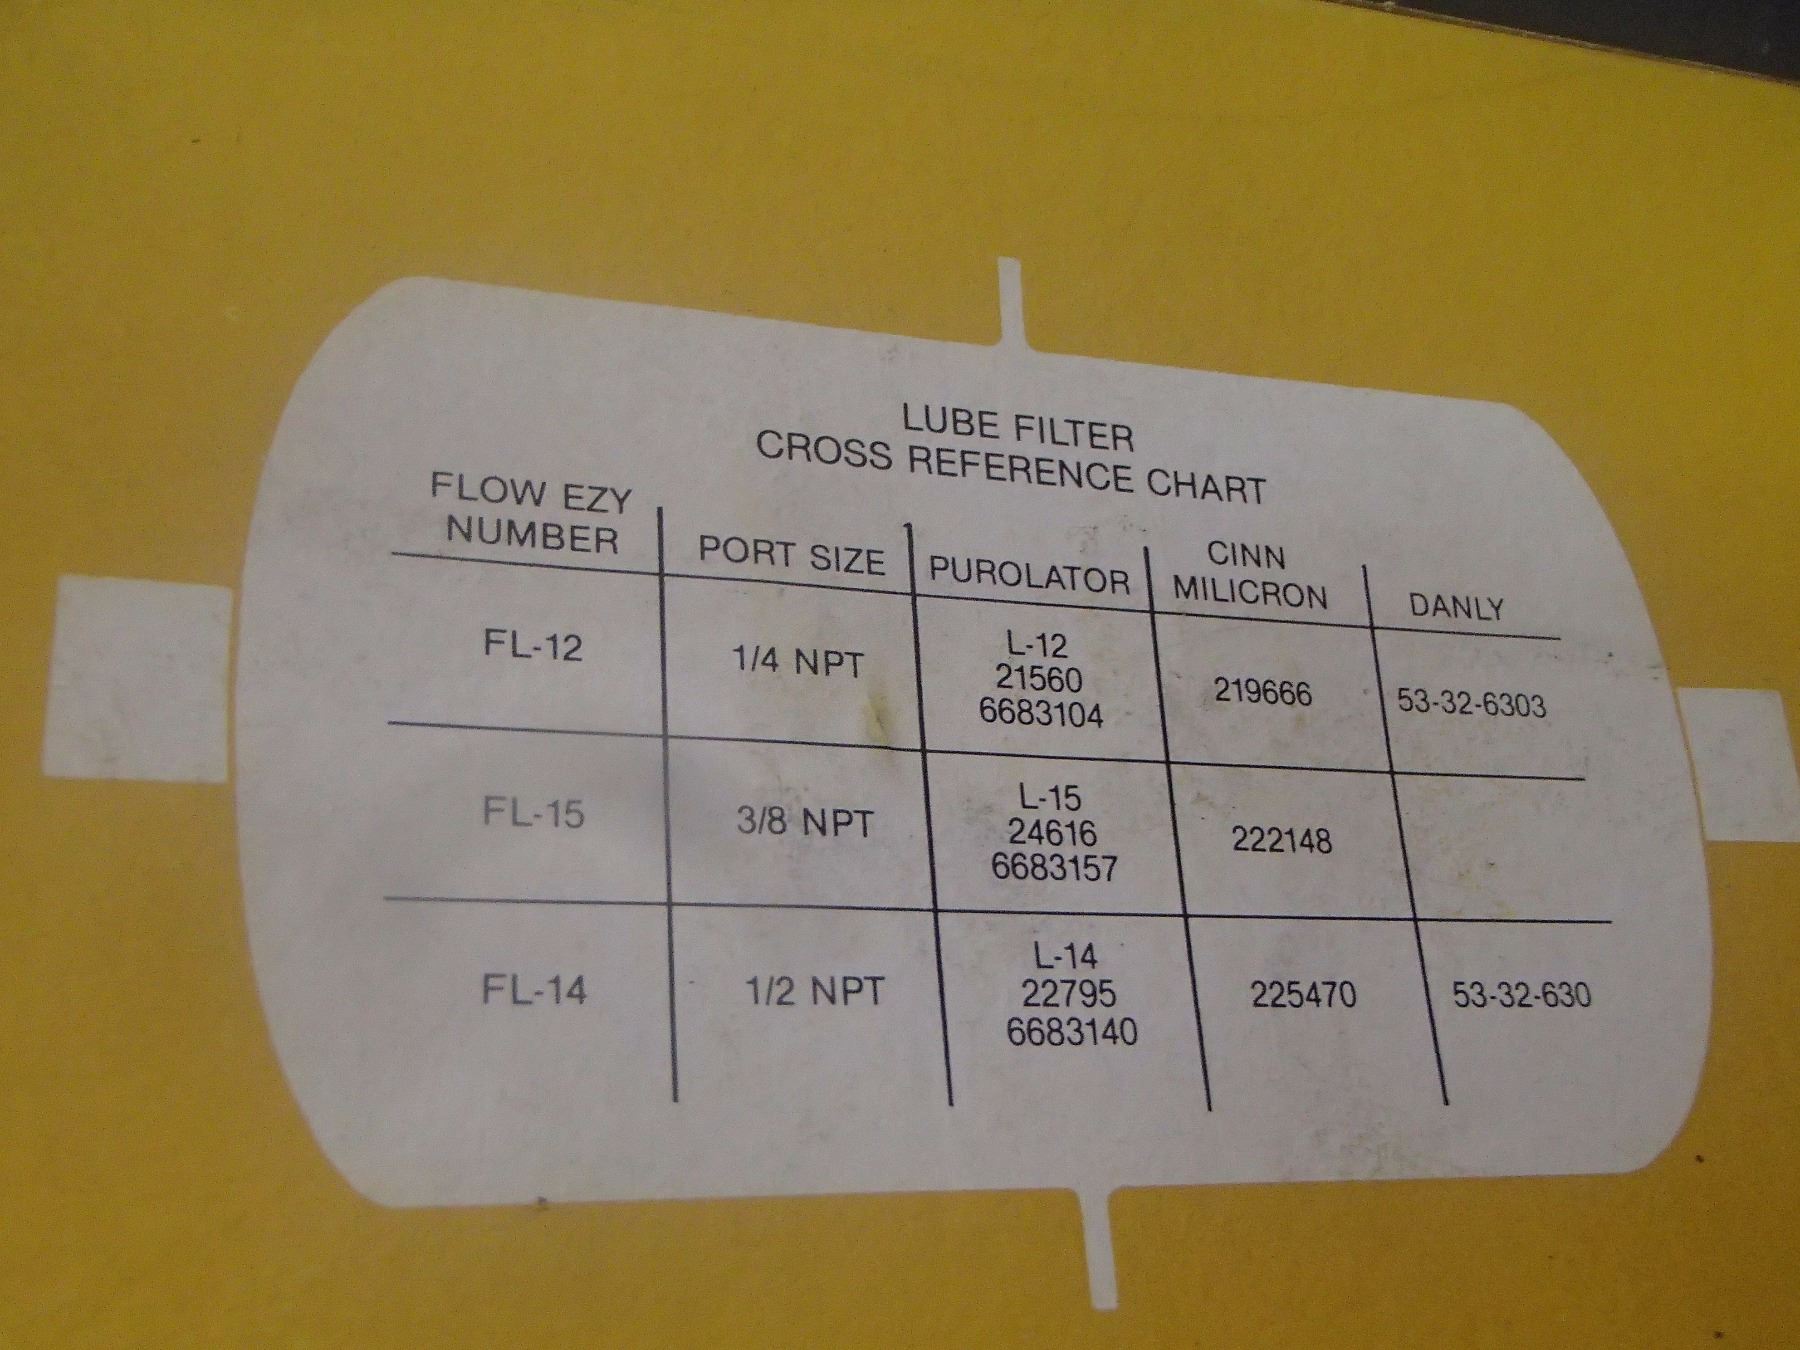 LUBE FILTER
CROSS REFERENCE CHART
FLOW EZY
NUMBER
PORT SIZE
PUROLATOR
CINN
MILICRON
DANLY
FL-12
1/4 NPT
L-12
21560
6683104
219666
53-32-6303
FL-15
3/8 NPT
L-15
24616
6683157
222148
FL-14
1/2 NPT
L-14
22795
6683140
225470
53-32-630